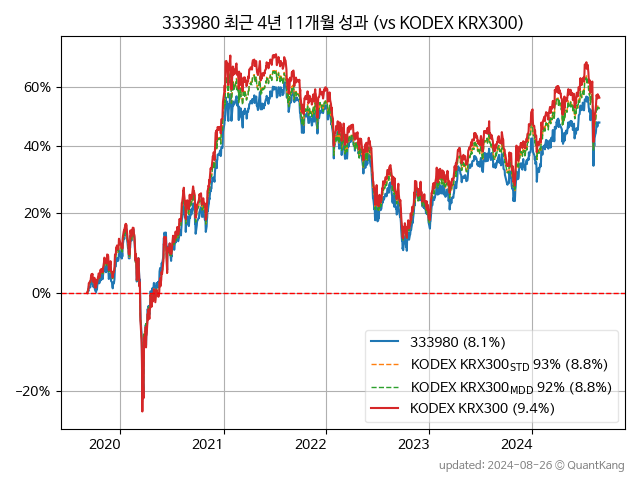 333980 최근 4년 11개월 성과 (vs KODEX KRX300)
60%
40%
20%
0%
−20%
333980 (8.1%)
KODEX KRX300STD 93% (8.8%)
KODEX KRX300MDD 92% (8.8%)
KODEX KRX300 (9.4%)
2020 2021 2022 2023 2024
updated: 2024-08-26 © QuantKang